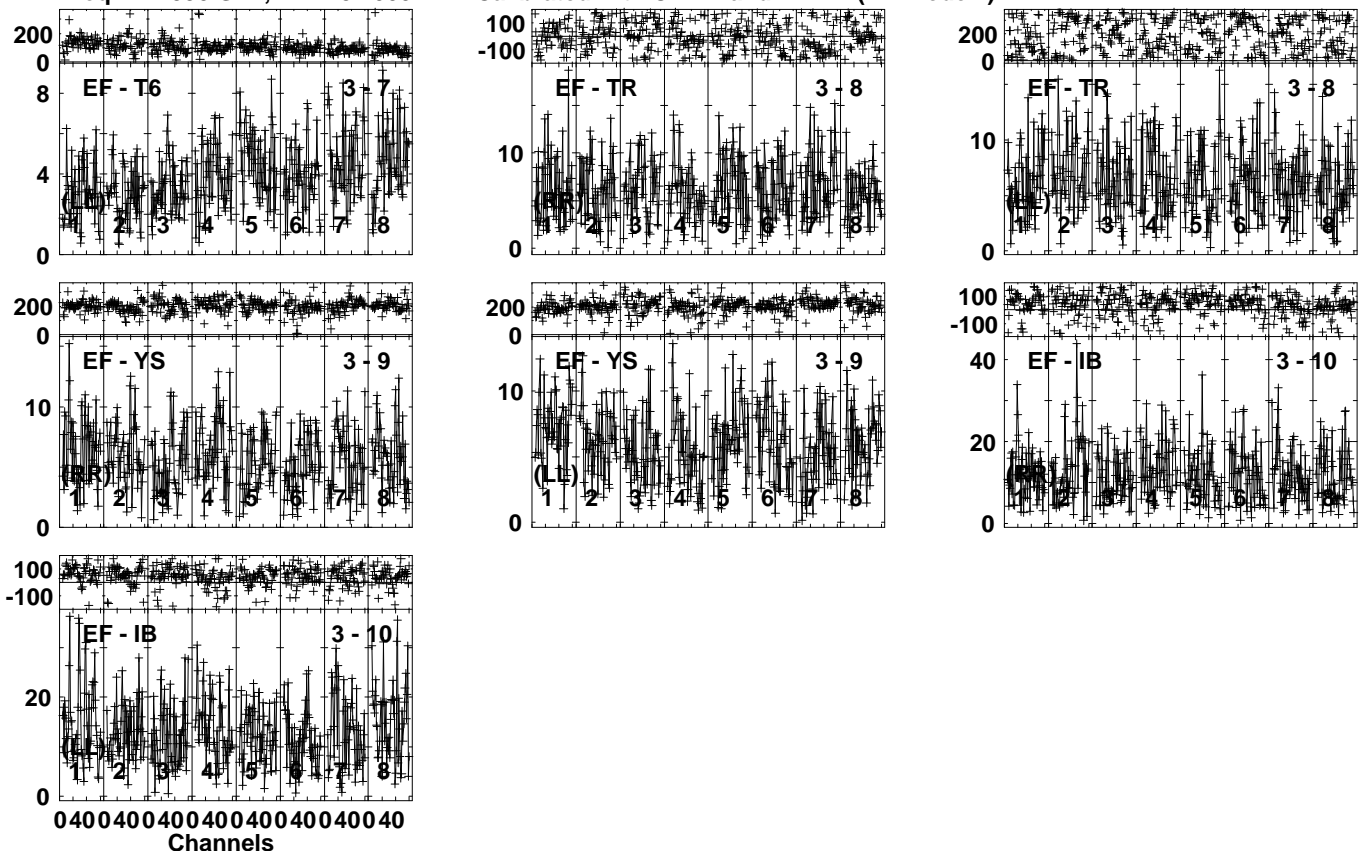 200
0
8
4
0
EF - T6
3 - 7
(LL)
1 2 3 4 5 6 7 8
100
-100
10
0
EF - TR
3 - 8
(RR)
1 2 3 4 5 6 7 8
200
0
10
0
EF - TR
3 - 8
(LL)
1 2 3 4 5 6 7 8
200
0
10
0
EF - YS
3 - 9
(RR)
1 2 3 4 5 6 7 8
200
0
10
0
EF - YS
3 - 9
(LL)
1 2 3 4 5 6 7 8
100
-100
40
20
0
EF - IB
3 - 10
(RR)
1 2 3 4 5 6 7 8
100
-100
20
0
EF - IB
3 - 10
(LL)
1 2 3 4 5 6 7 8
0 40 0 40 0 40 0 40 0 40 0 40 0 40 0 40
Channels